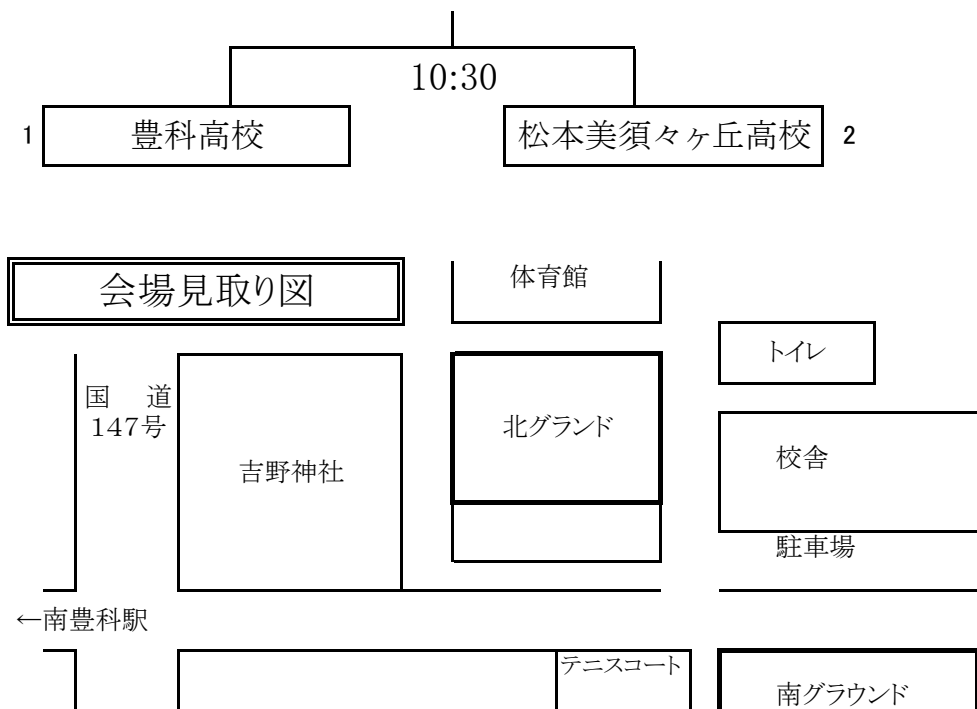 10:30
1 豊科高校 松本美須々ヶ丘高校 2
会場見取り図
体育館
トイレ
国 道
147号
北グランド
吉野神社
校舎
駐車場
←南豊科駅
テニスコート
南グラウンド